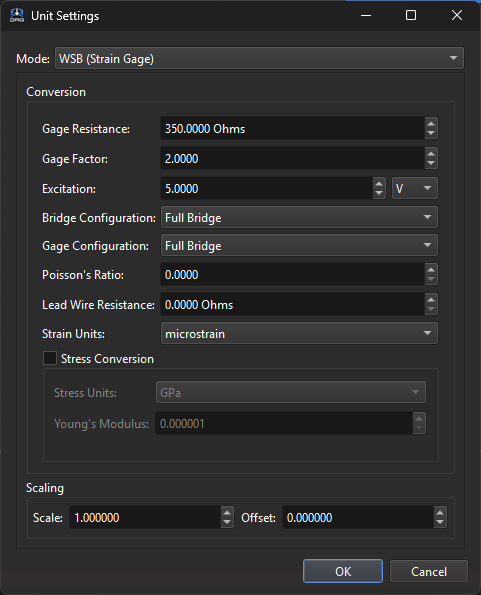 Unit Settings
Mode: WSB (Strain Gage)
Conversion
Gage Resistance: 350.0000 Ohms
Gage Factor: 2.0000
Excitation: 5.0000 V
Bridge Configuration: Full Bridge
Gage Configuration: Full Bridge
Poisson's Ratio: 0.0000
Lead Wire Resistance: 0.0000 Ohms
Strain Units: microstrain
Stress Conversion
Stress Units: GPa
Young's Modulus: 0.000001
Scaling
Scale: 1.000000 Offset: 0.000000
OK Cancel